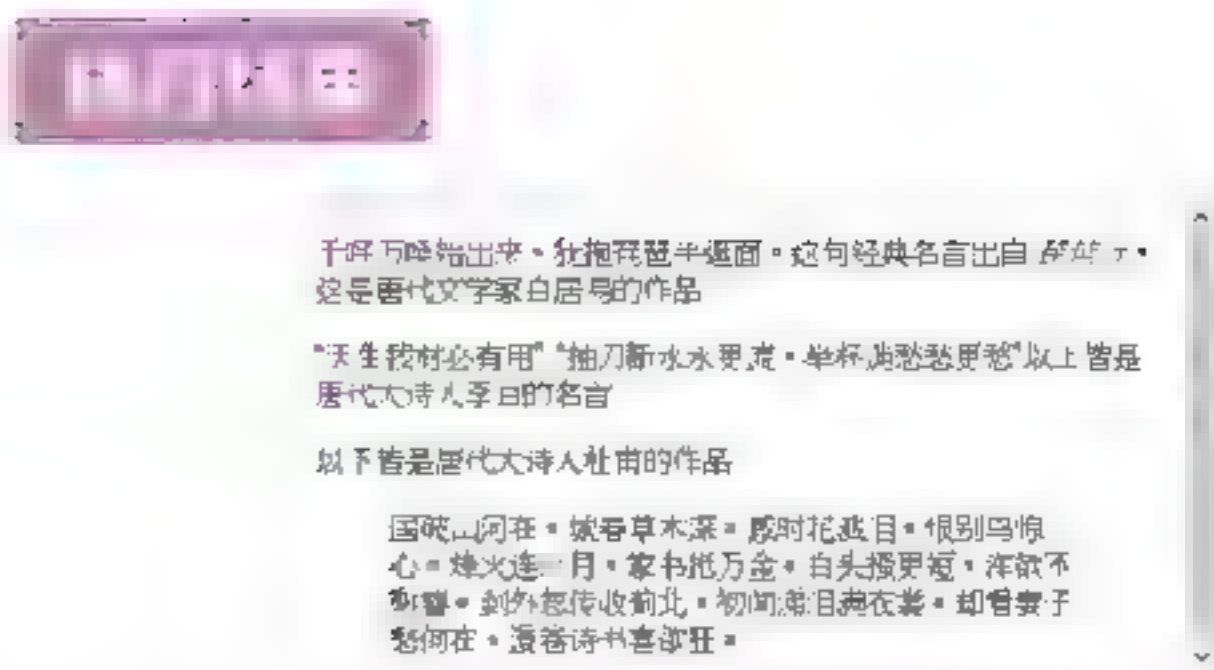 千呼万唤始出来，犹抱琵琶半遮面。这句经典名言出自
这是唐代文学家白居易的作品
"天生我材必有用" "抽刀断水水更流，举杯消愁愁更愁"以上皆是
唐代大诗人李白的名言
以下皆是唐代大诗人杜甫的作品
国破山河在，城春草木深。感时花溅泪，恨别鸟惊
心。烽火连三月，家书抵万金。白头搔更短，浑欲不
胜簪。剑外忽传收蓟北，初闻涕泪满衣裳。却看妻子
愁何在，漫卷诗书喜欲狂。